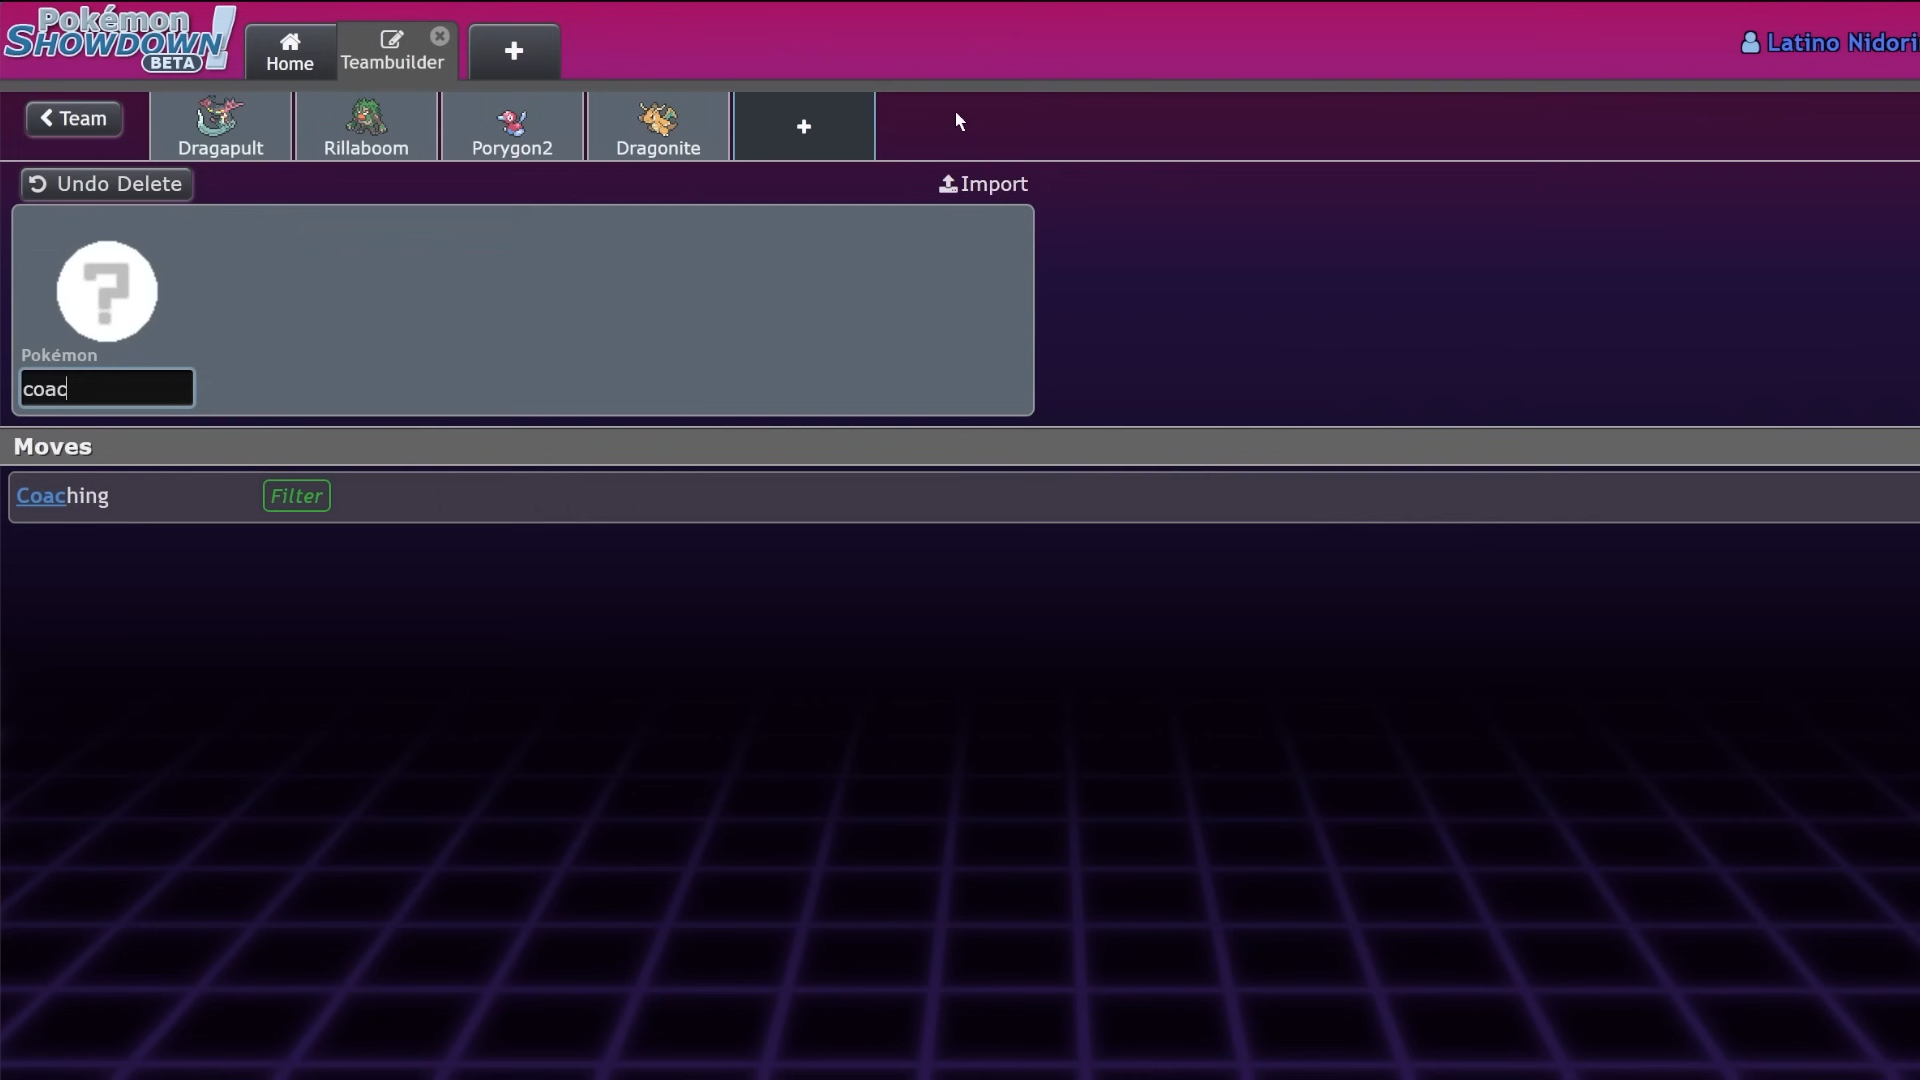 Pokémon
SHOWDOWN!
BETA
Home
Teambuilder
Latino Nidori
Team
Dragapult
Rillaboom
Porygon2
Dragonite
Undo Delete
Import
Pokémon
coac
Moves
Coaching
Filter